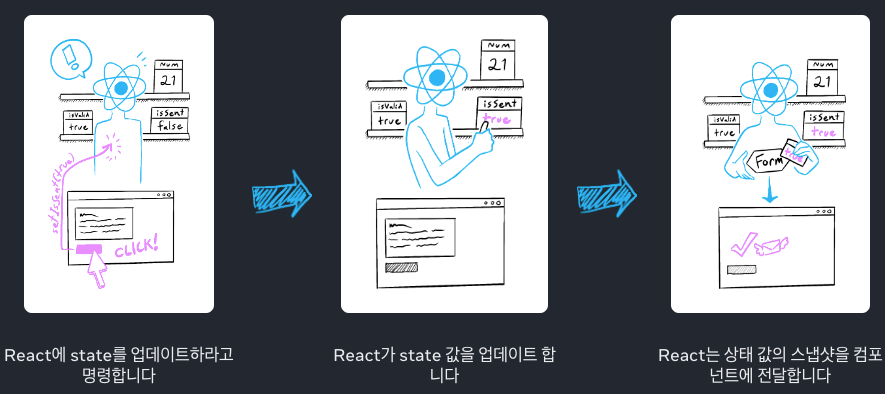 !
Num
21
isValid
true
isSent
false
setIsSent(true)
CLICK!
React에 state를 업데이트하라고
명령합니다
Num
21
isValid
true
isSent
true
React가 state 값을 업데이트 합
니다
Num
21
isValid
true
isSent
true
Form
true
React는 상태 값의 스냅샷을 컴포
넌트에 전달합니다